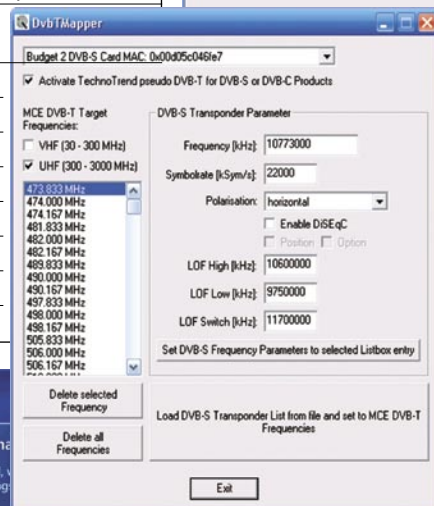 DvbTMapper
Budget 2 DVB-S Card MAC: 0x00d05c046fe7
Activate TechnoTrend pseudo DVB-T for DVB-S or DVB-C Products
MCE DVB-T Target Frequencies:
VHF (30 - 300 MHz)
UHF (300 - 3000 MHz)
473.833 MHz
474.000 MHz
474.167 MHz
481.833 MHz
482.000 MHz
482.167 MHz
489.833 MHz
490.000 MHz
490.167 MHz
497.833 MHz
498.000 MHz
498.167 MHz
505.833 MHz
506.000 MHz
506.167 MHz
Delete selected Frequency
Delete all Frequencies
DVB-S Transponder Parameter
Frequency [kHz]: 10773000
Symbolrate [kSym/s]: 22000
Polarisation: horizontal
Enable DiSEqC
Position Option
LOF High [kHz]: 10600000
LOF Low [kHz]: 9750000
LOF Switch [kHz]: 11700000
Set DVB-S Frequency Parameters to selected Listbox entry
Load DVB-S Transponder List from file and set to MCE DVB-T Frequencies
Exit